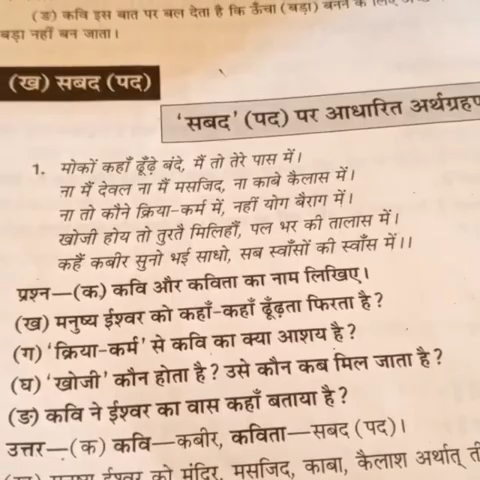 (ङ) कवि इस बात पर बल देता है कि ऊँचा (बड़ा) बनने के लिए
बड़ा नहीं बन जाता।
(ख) सबद (पद)
'सबद' (पद) पर आधारित अर्थग्रहण
1. मोकों कहाँ ढूँढ़े बंदे, मैं तो तेरे पास में।
ना मैं देवल ना मैं मसजिद, ना काबे कैलास में।
ना तो कौने क्रिया-कर्म में, नहीं योग बैराग में।
खोजी होय तो तुरतै मिलिहौं, पल भर की तालास में।
कहैं कबीर सुनो भई साधो, सब स्वाँसों की स्वाँस में।।
प्रश्न—(क) कवि और कविता का नाम लिखिए।
(ख) मनुष्य ईश्वर को कहाँ-कहाँ ढूँढ़ता फिरता है?
(ग) 'क्रिया-कर्म' से कवि का क्या आशय है?
(घ) 'खोजी' कौन होता है? उसे कौन कब मिल जाता है?
(ङ) कवि ने ईश्वर का वास कहाँ बताया है?
उत्तर—(क) कवि—कबीर, कविता—सबद (पद)।
(ख) मनुष्य ईश्वर को मंदिर, मसजिद, काबा, कैलाश अर्थात्